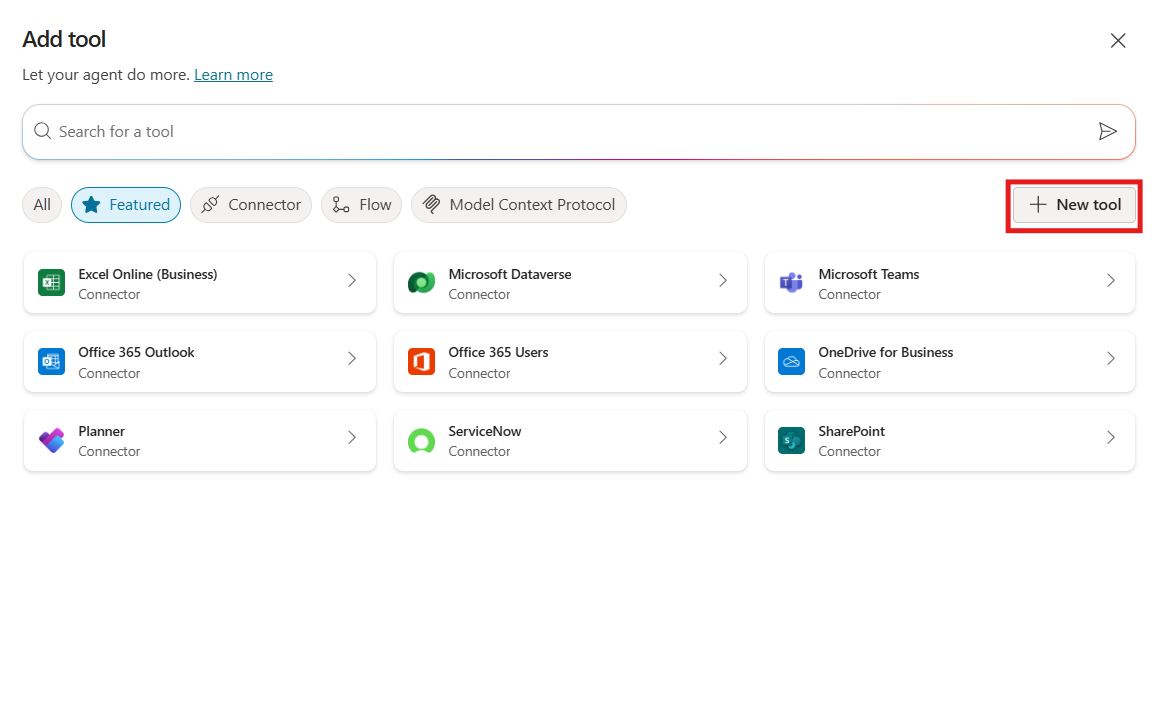 Add tool
Let your agent do more. Learn more
Search for a tool
All Featured Connector Flow Model Context Protocol New tool
Excel Online (Business)
Connector
Microsoft Dataverse
Connector
Microsoft Teams
Connector
Office 365 Outlook
Connector
Office 365 Users
Connector
OneDrive for Business
Connector
Planner
Connector
ServiceNow
Connector
SharePoint
Connector